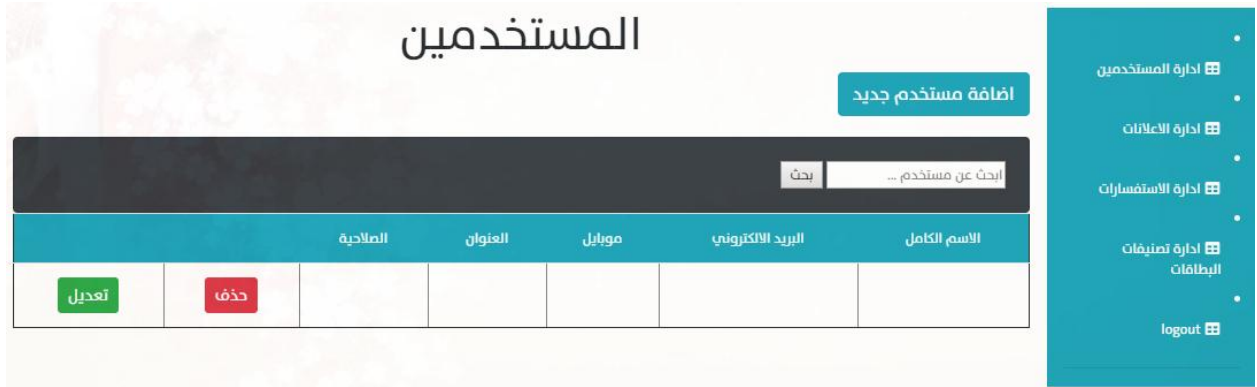 ادارة المستخدمين
ادارة الاعلانات
ادارة الاستفسارات
ادارة تصنيفات
البطاقات
logout
المستخدمين
اضافة مستخدم جديد
ابحث عن مستخدم ... بحث
الاسم الكامل البريد الالكتروني موبايل العنوان الصلاحية
حذف تعديل